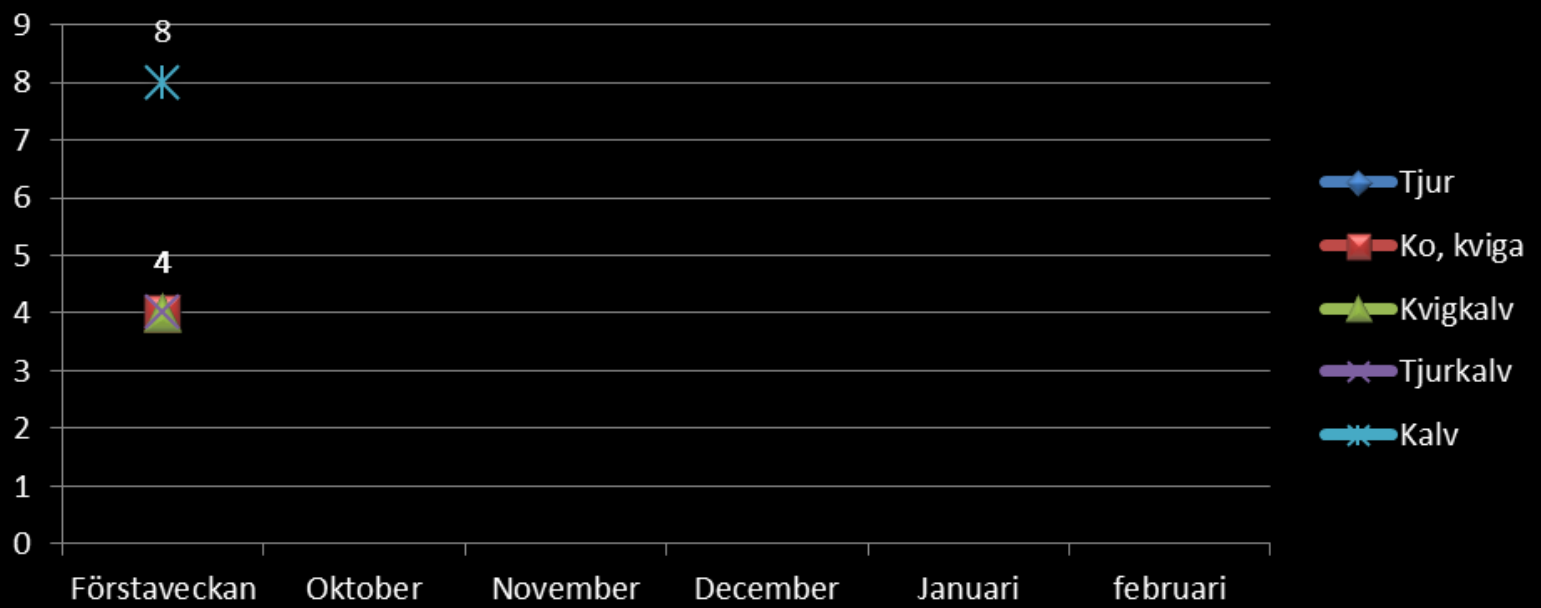 9
8
8
7
6
5
4
4
3
2
1
0
Förstaveckan Oktober November December Januari februari
Tjur
Ko, kviga
Kvigkalv
Tjurkalv
Kalv